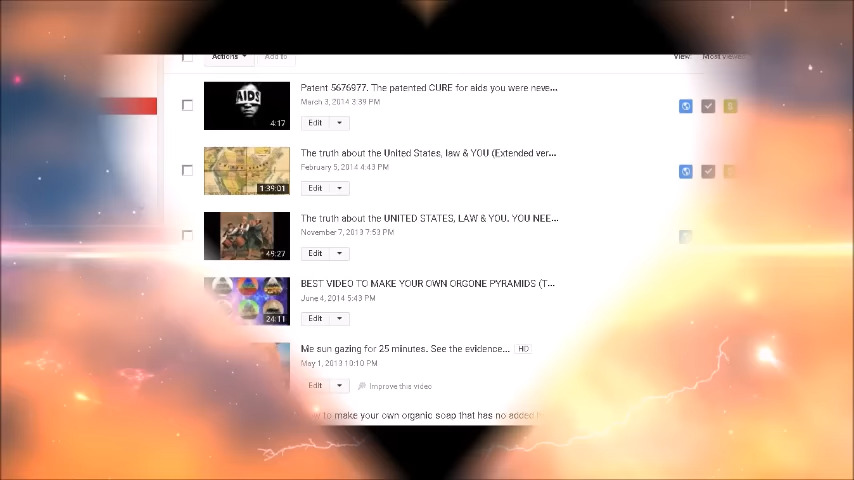 Actions Add to View: Most viewed
Patent 5676977. The patented CURE for aids you were neve...
March 3, 2014 3:39 PM
AIDS
4:17
Edit
The truth about the United States, law & YOU (Extended ver...
February 5, 2014 4:43 PM
1:39:01
Edit
The truth about the UNITED STATES, LAW & YOU. YOU NEE...
November 7, 2013 7:53 PM
49:27
Edit
BEST VIDEO TO MAKE YOUR OWN ORGONE PYRAMIDS (T...
June 4, 2014 5:43 PM
24:11
Edit
Me sun gazing for 25 minutes. See the evidence... HD
May 1, 2013 10:10 PM
Edit Improve this video
to make your own organic soap that has no added